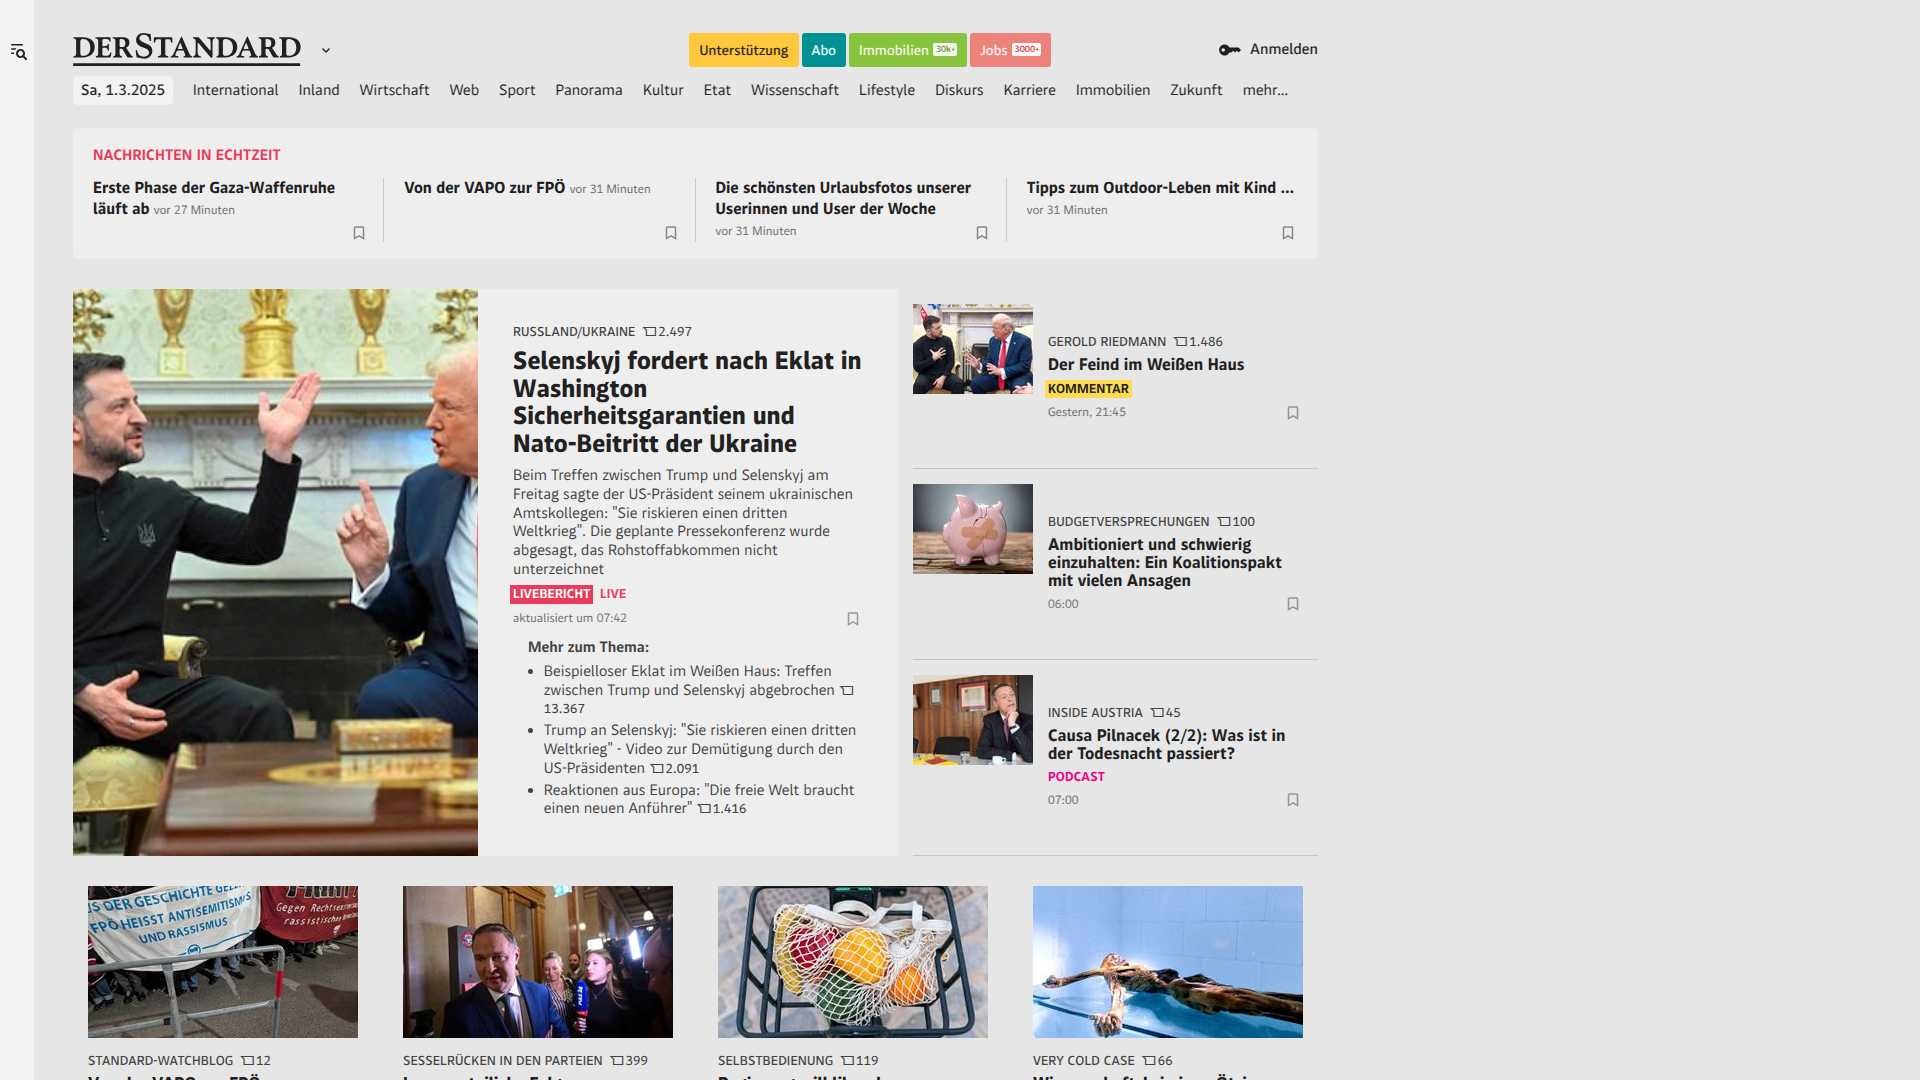 DERSTANDARD
Unterstützung
Abo
Immobilien 30k+
Jobs 3000+
Anmelden
Sa, 1.3.2025 International Inland Wirtschaft Web Sport Panorama Kultur Etat Wissenschaft Lifestyle Diskurs Karriere Immobilien Zukunft mehr...
NACHRICHTEN IN ECHTZEIT
Erste Phase der Gaza-Waffenruhe
läuft ab vor 27 Minuten
Von der VAPO zur FPÖ vor 31 Minuten
Die schönsten Urlaubsfotos unserer
Userinnen und User der Woche
vor 31 Minuten
Tipps zum Outdoor-Leben mit Kind ...
vor 31 Minuten
RUSSLAND/UKRAINE 2.497
Selenskyj fordert nach Eklat in
Washington
Sicherheitsgarantien und
Nato-Beitritt der Ukraine
Beim Treffen zwischen Trump und Selenskyj am
Freitag sagte der US-Präsident seinem ukrainischen
Amtskollegen: "Sie riskieren einen dritten
Weltkrieg". Die geplante Pressekonferenz wurde
abgesagt, das Rohstoffabkommen nicht
unterzeichnet
LIVEBERICHT LIVE
aktualisiert um 07:42
Mehr zum Thema:
• Beispielloser Eklat im Weißen Haus: Treffen
zwischen Trump und Selenskyj abgebrochen
13.367
• Trump an Selenskyj: "Sie riskieren einen dritten
Weltkrieg" - Video zur Demütigung durch den
US-Präsidenten 2.091
• Reaktionen aus Europa: "Die freie Welt braucht
einen neuen Anführer" 1.416
GEROLD RIEDMANN 1.486
Der Feind im Weißen Haus
KOMMENTAR
Gestern, 21:45
BUDGETVERSPRECHUNGEN 100
Ambitioniert und schwierig
einzuhalten: Ein Koalitionspakt
mit vielen Ansagen
06:00
INSIDE AUSTRIA 45
Causa Pilnacek (2/2): Was ist in
der Todesnacht passiert?
PODCAST
07:00
DER GESCHICHTE
FPÖ HEISST ANTISEMITISMUS
UND RASSISMUS
STANDARD-WATCHBLOG 12
Von der VAPO zur FPÖ
SESSELRÜCKEN IN DEN PARTEIEN 399
SELBSTBEDIENUNG 119
VERY COLD CASE 66